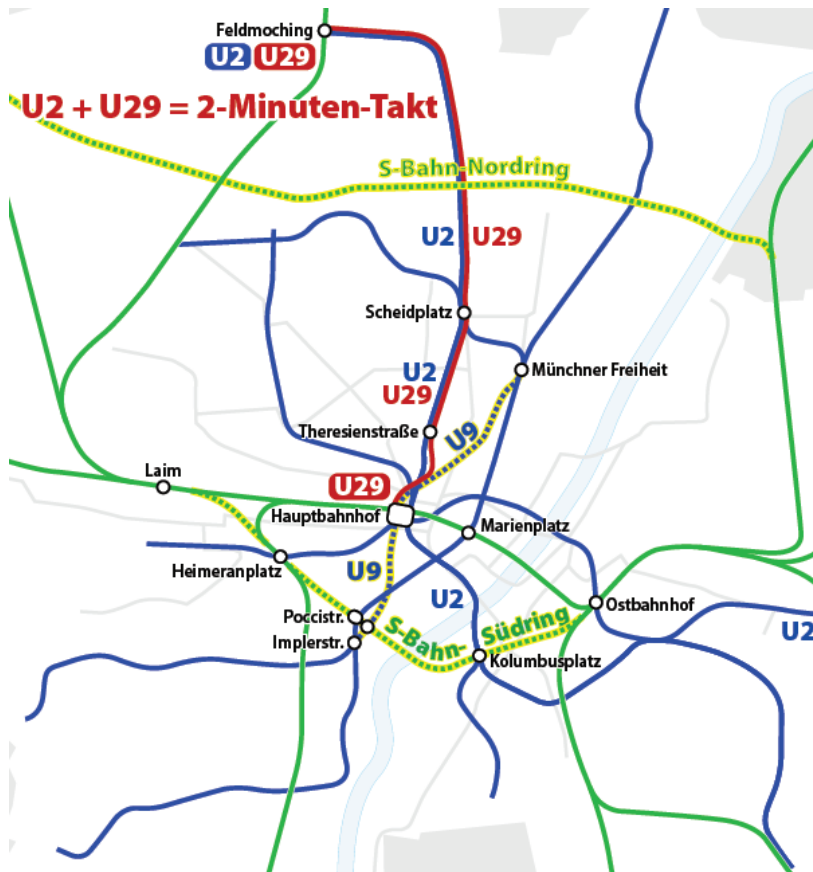 Feldmoching
U2 U29
U2 + U29 = 2-Minuten-Takt
S-Bahn-Nordring
U2 U29
Scheidplatz
U2
U29
Münchner Freiheit
Theresienstraße
U9
Laim
U29
Hauptbahnhof
Marienplatz
Heimeranplatz
U9
U2
Poccistr.
Implerstr.
S-Bahn- Südring
Ostbahnhof
U2
Kolumbusplatz